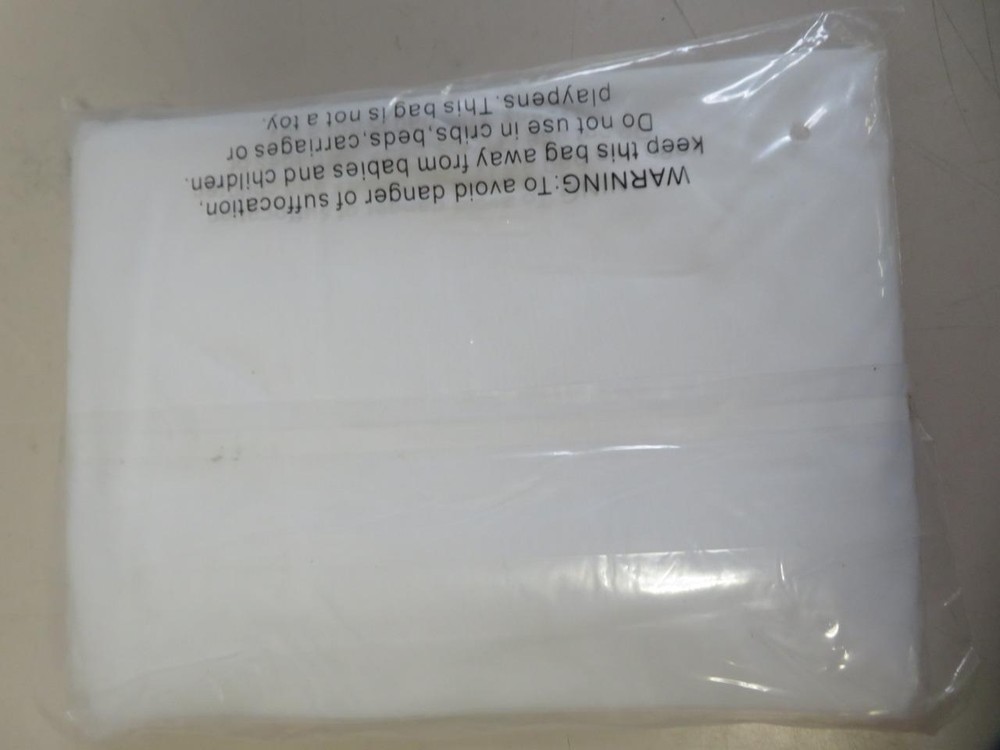 WARNING:To avoid danger of suffocation,
keep this bag away from babies and children.
Do not use in cribs,beds,carriages or
playpens.This bag is not a toy.